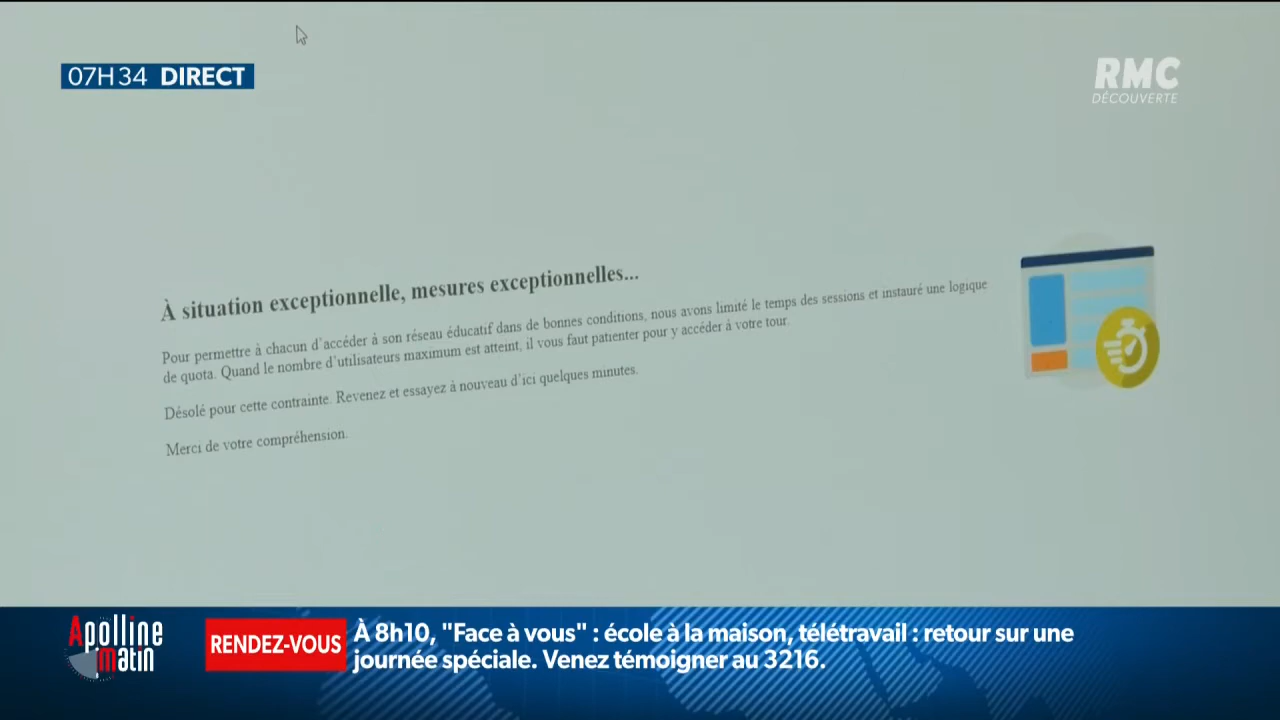 07H34 DIRECT
RMC
DÉCOUVERTE
À situation exceptionnelle, mesures exceptionnelles...
Pour permettre à chacun d'accéder à son réseau éducatif dans de bonnes conditions, nous avons limité le temps des sessions et instauré une logique
de quota. Quand le nombre d'utilisateurs maximum est atteint, il vous faut patienter pour y accéder à votre tour.
Désolé pour cette contrainte. Revenez et essayez à nouveau d'ici quelques minutes.
Merci de votre compréhension.
Apolline
Matin
RENDEZ-VOUS
À 8h10, "Face à vous" : école à la maison, télétravail : retour sur une
journée spéciale. Venez témoigner au 3216.